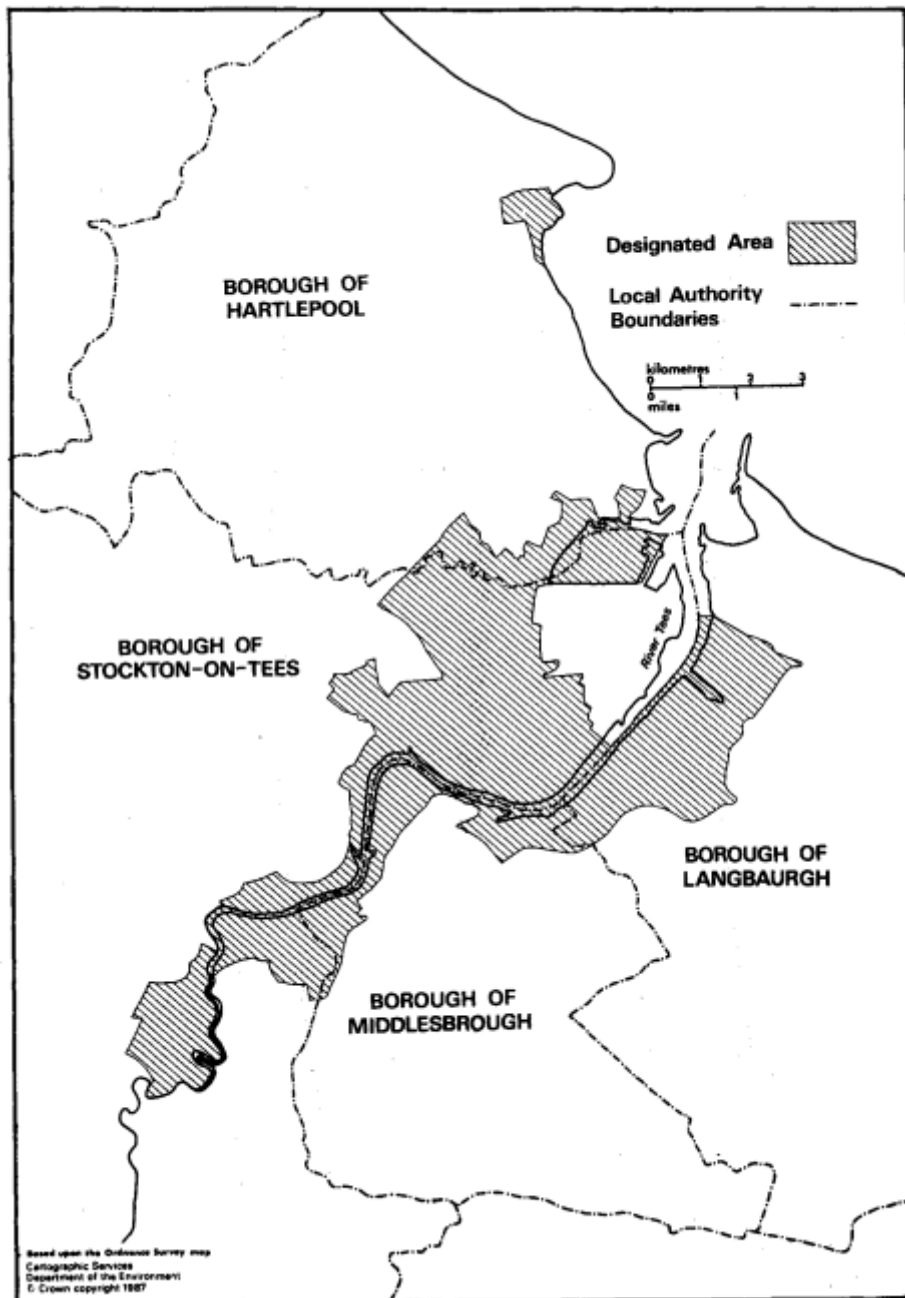 Designated Area
Local Authority
Boundaries
kilometres
0 1 2 3
0 1
miles
BOROUGH OF
HARTLEPOOL
BOROUGH OF
STOCKTON-ON-TEES
River Tees
BOROUGH OF
LANGBAURGH
BOROUGH OF
MIDDLESBROUGH
Based upon the Ordnance Survey map
Cartographic Services
Department of the Environment
© Crown copyright 1987